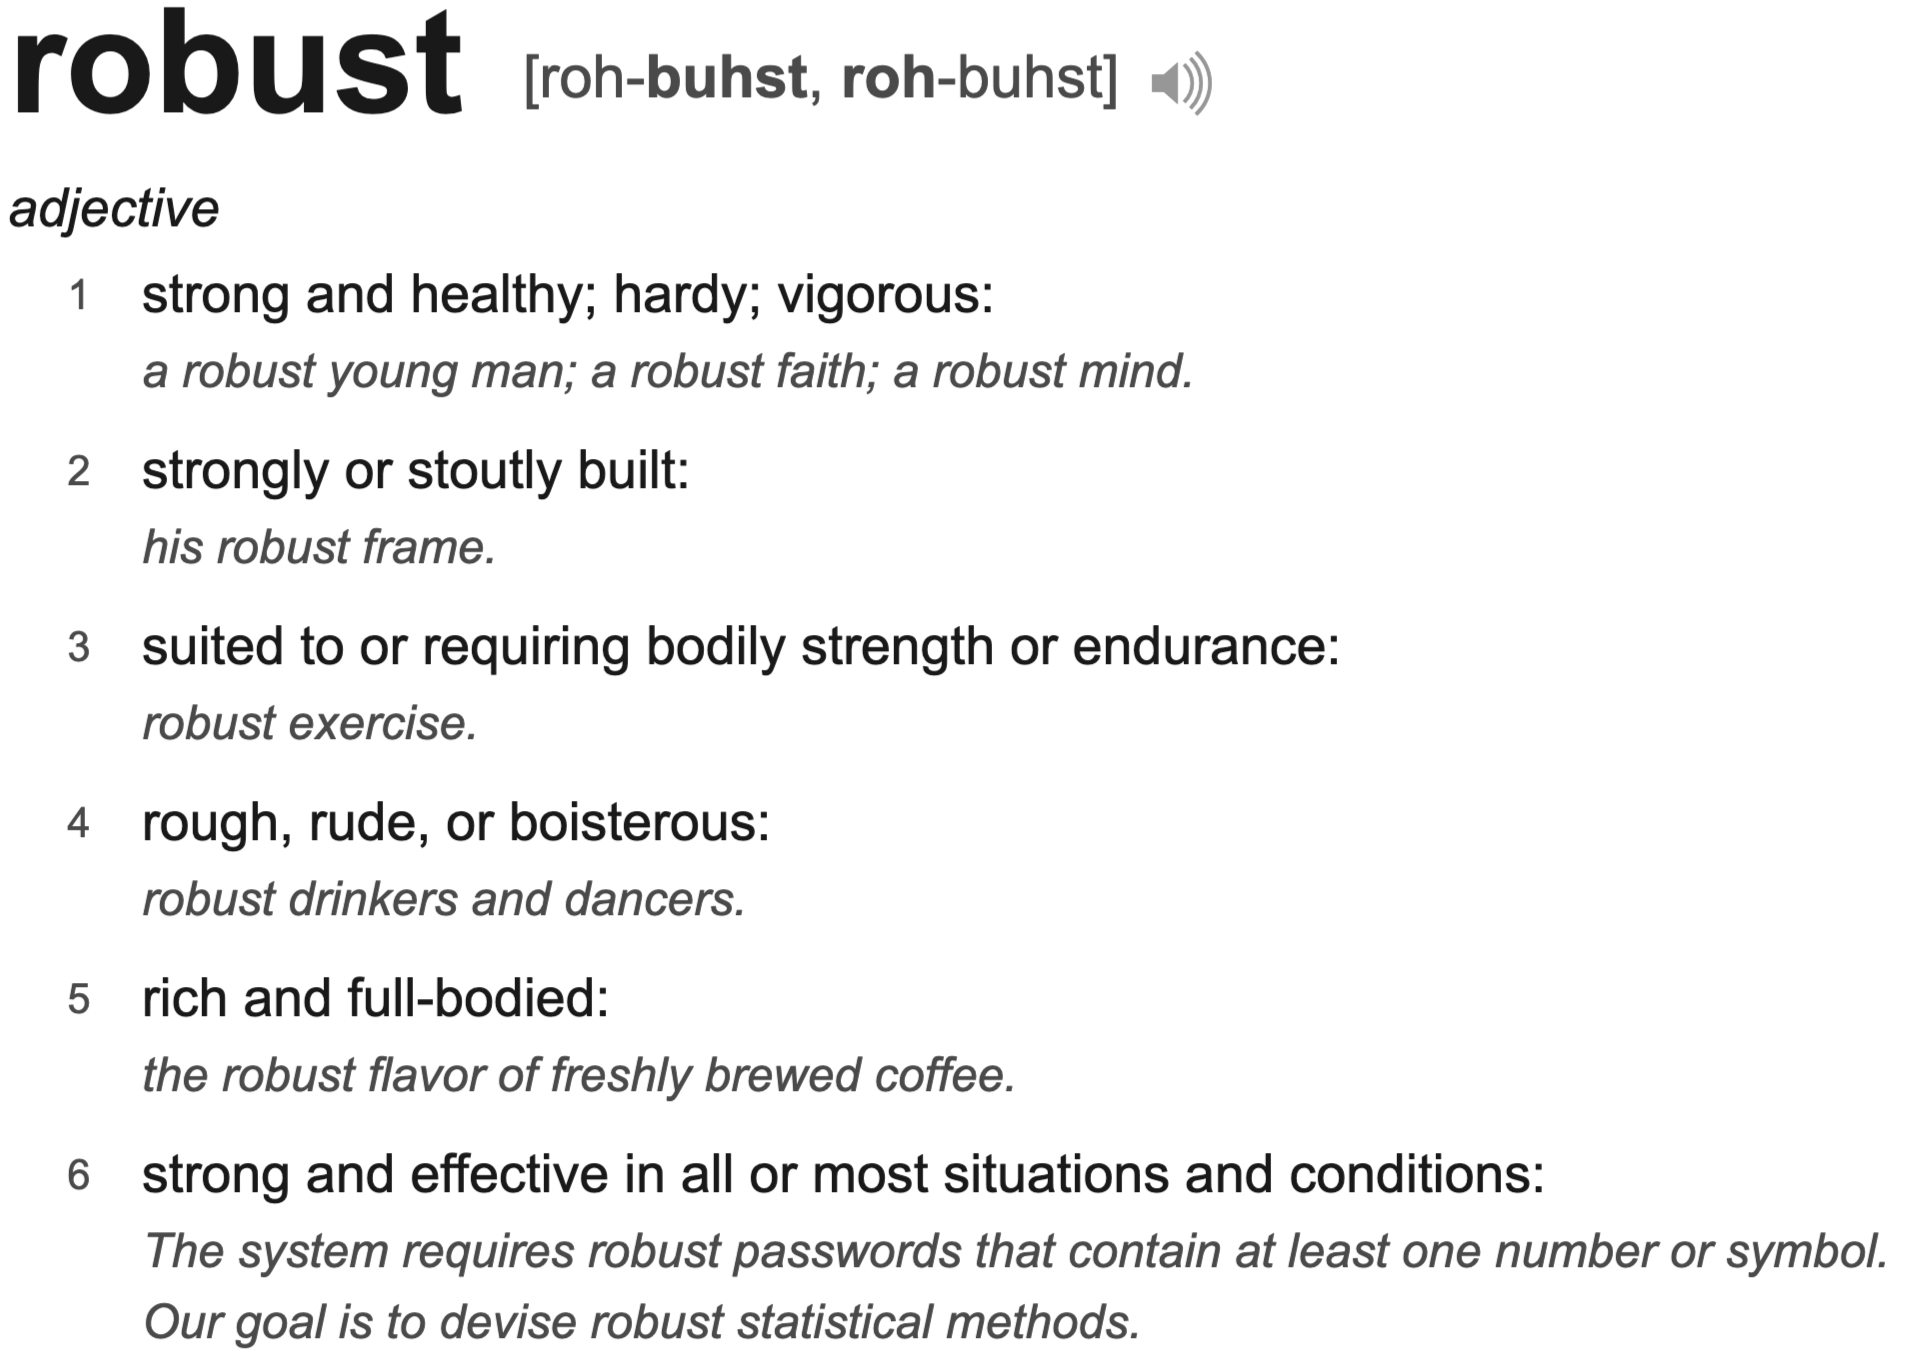 robust [roh-buhst, roh-buhst]
adjective
1 strong and healthy; hardy; vigorous:
a robust young man; a robust faith; a robust mind.
2 strongly or stoutly built:
his robust frame.
3 suited to or requiring bodily strength or endurance:
robust exercise.
4 rough, rude, or boisterous:
robust drinkers and dancers.
5 rich and full-bodied:
the robust flavor of freshly brewed coffee.
6 strong and effective in all or most situations and conditions:
The system requires robust passwords that contain at least one number or symbol.
Our goal is to devise robust statistical methods.